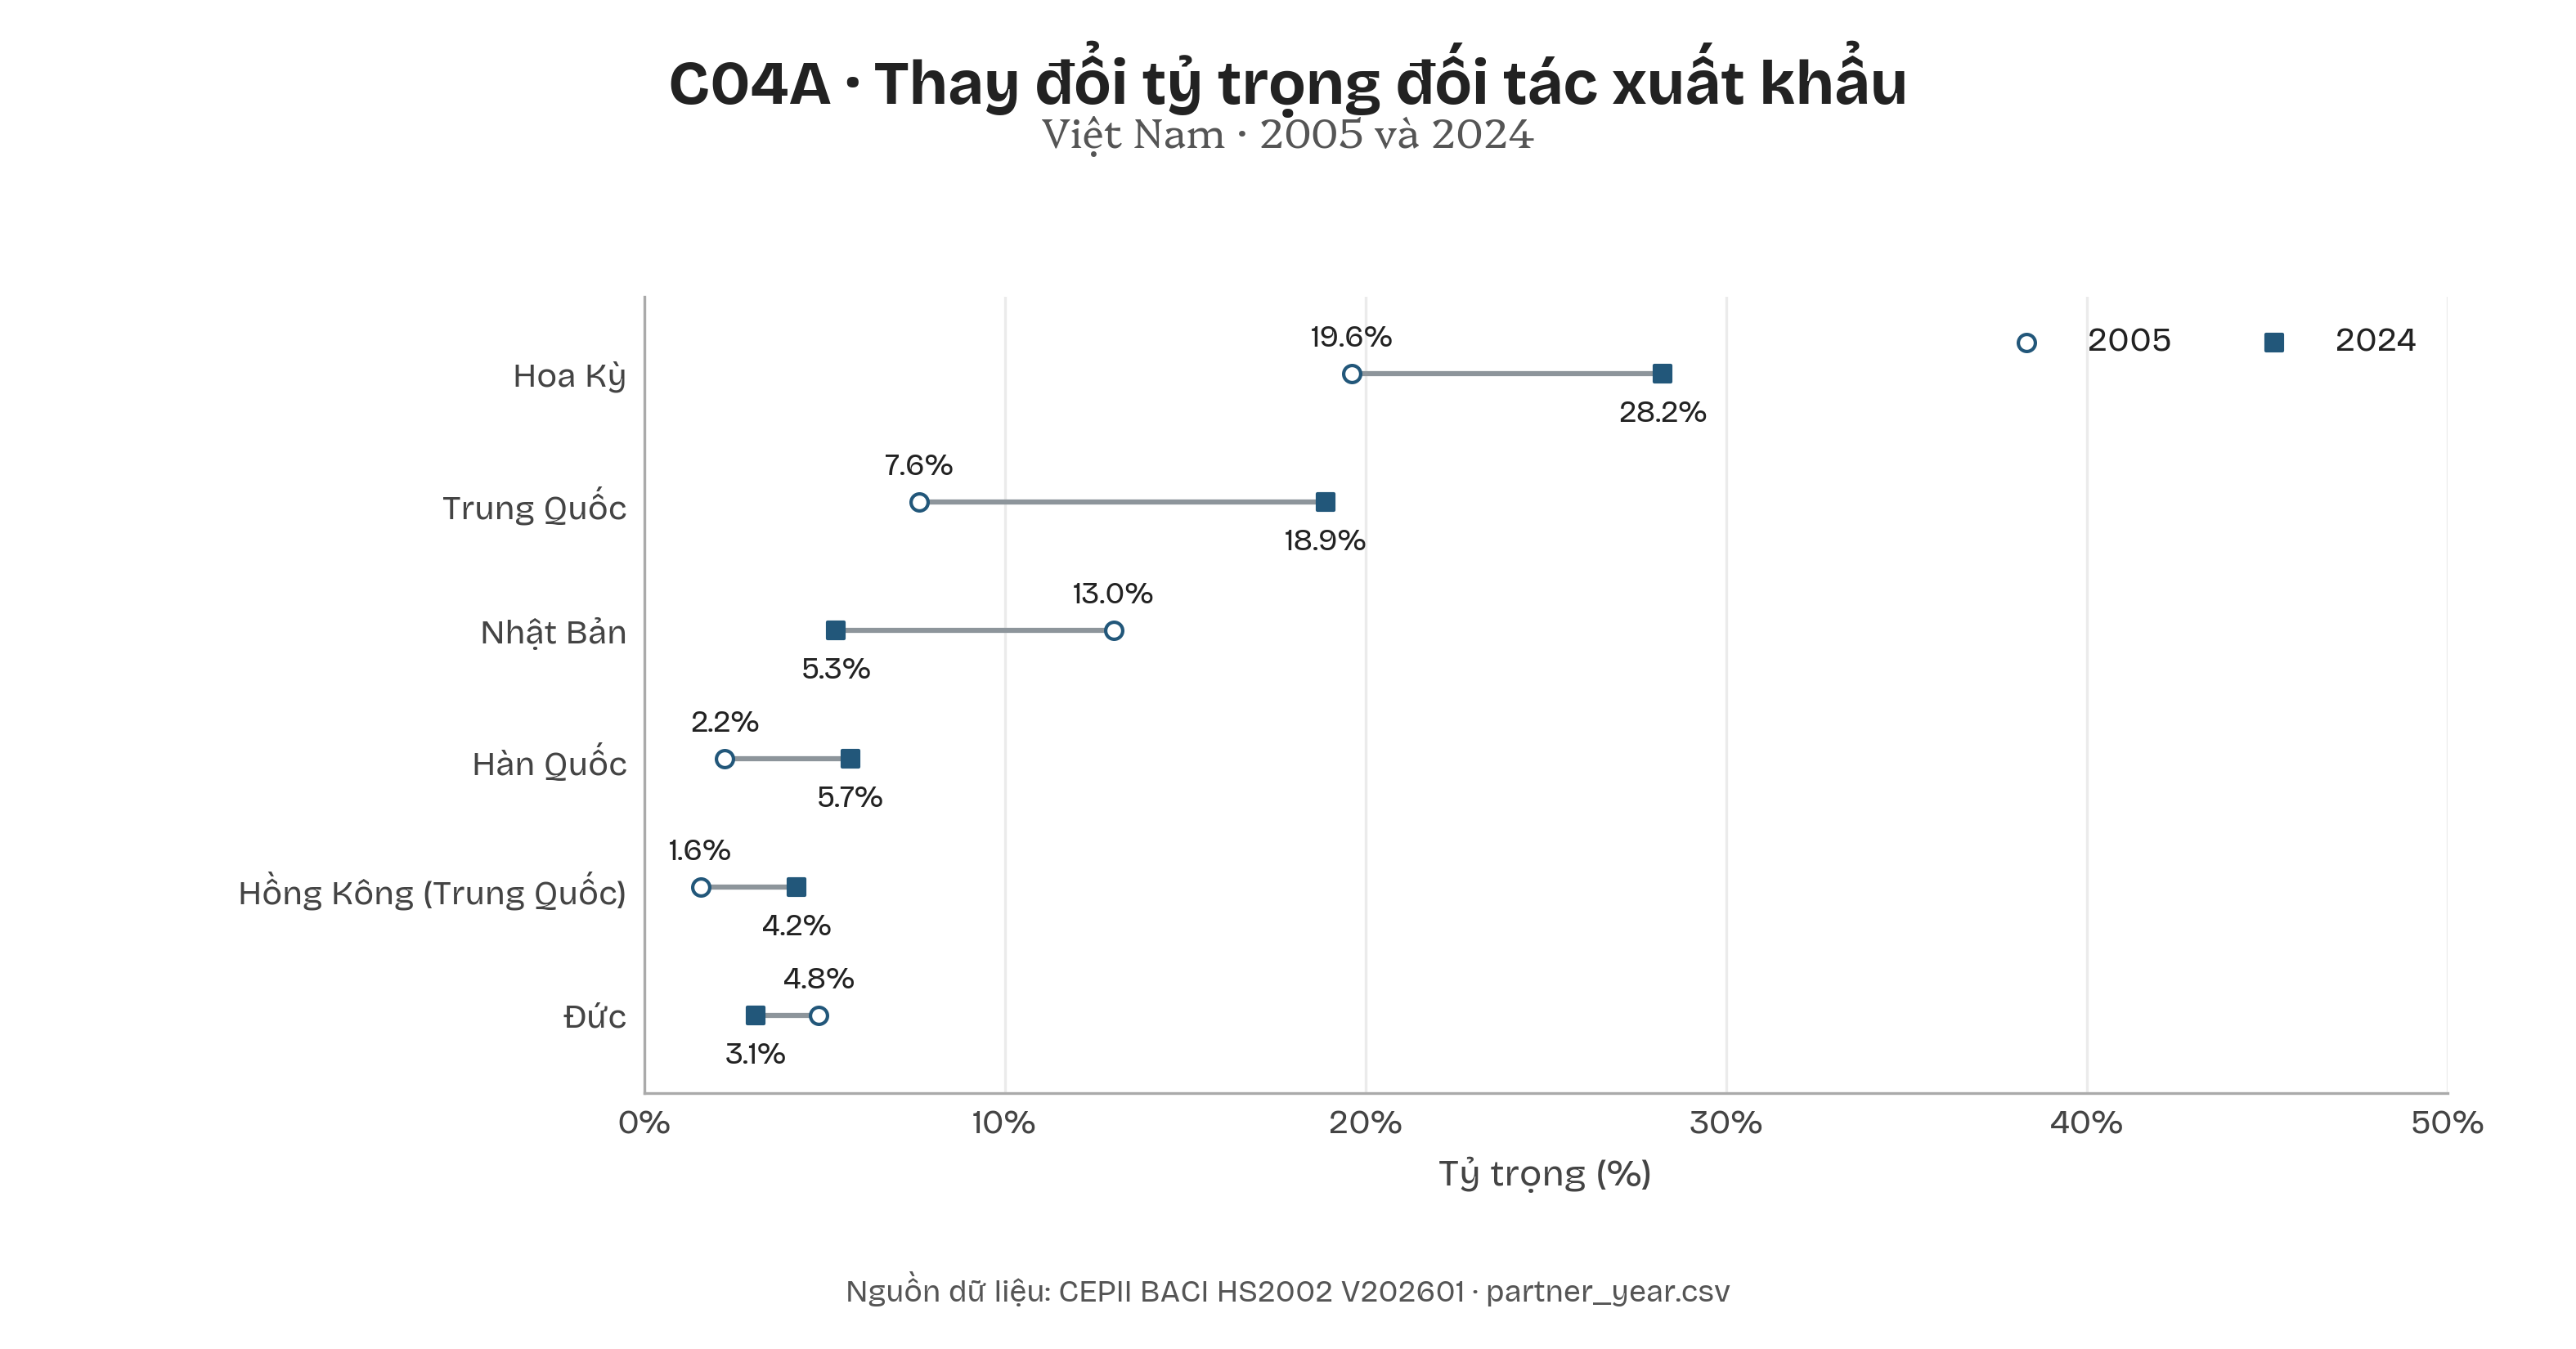 C04A · Thay đổi tỷ trọng đối tác xuất khẩu
Việt Nam · 2005 và 2024
2005
2024
Hoa Kỳ
19.6%
28.2%
Trung Quốc
7.6%
18.9%
Nhật Bản
13.0%
5.3%
Hàn Quốc
2.2%
5.7%
Hồng Kông (Trung Quốc)
1.6%
4.2%
Đức
4.8%
3.1%
0%
10%
20%
30%
40%
50%
Tỷ trọng (%)
Nguồn dữ liệu: CEPII BACI HS2002 V202601 · partner_year.csv